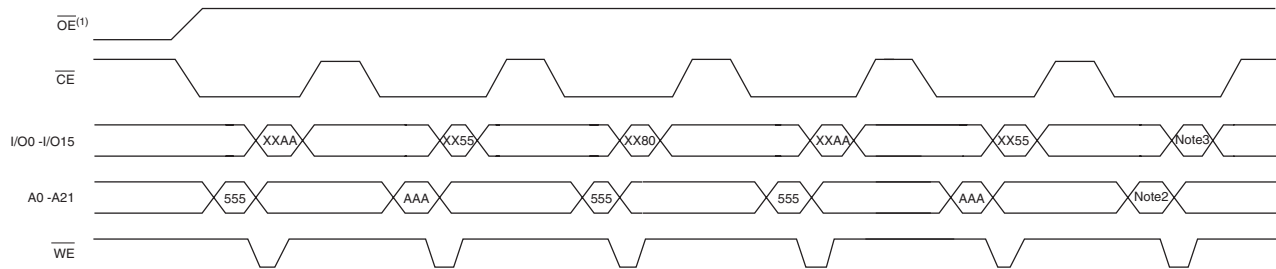 OE(1)
CE
I/O0 -I/O15 XXAA XX55 XX80 XXAA XX55 Note3
A0 -A21 555 AAA 555 555 AAA Note2
WE